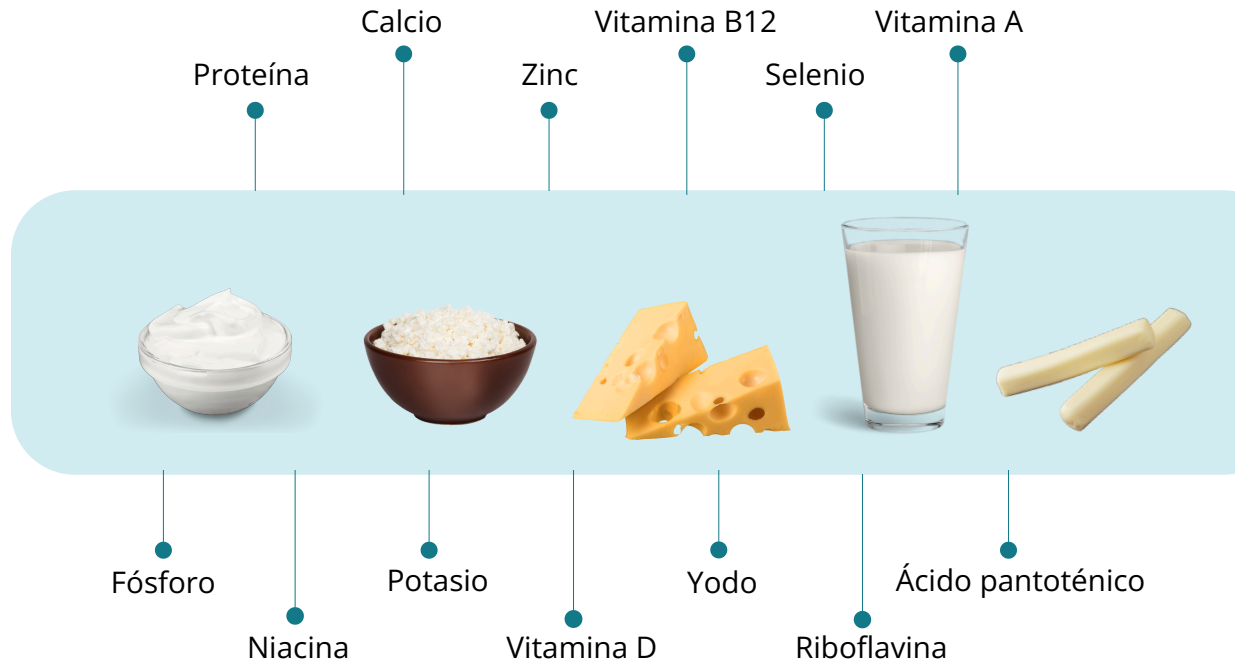 Calcio
Vitamina B12
Vitamina A
Proteína
Zinc
Selenio
Fósforo
Potasio
Yodo
Ácido pantoténico
Niacina
Vitamina D
Riboflavina